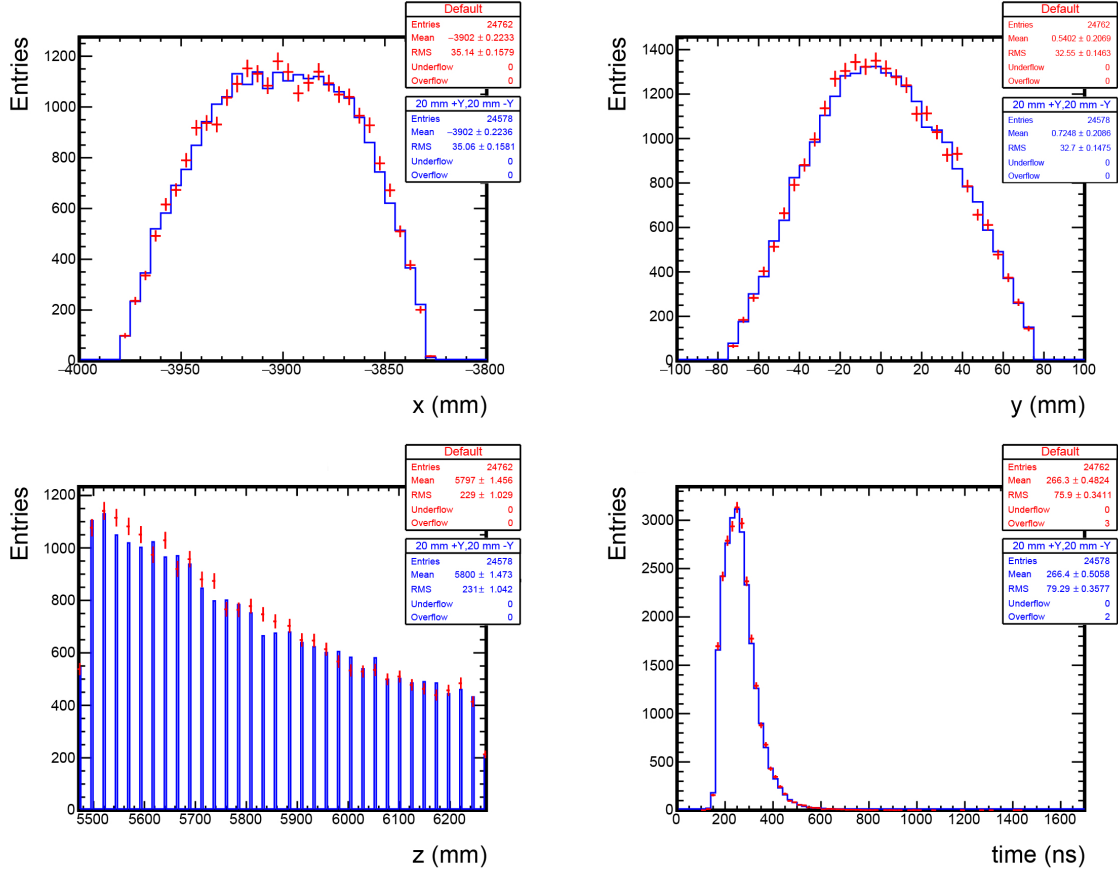 Default
Entries 24762
Mean −3902 ± 0.2233
RMS 35.14 ± 0.1579
Underflow 0
Overflow 0
20 mm +Y,20 mm -Y
Entries 24578
Mean −3902 ± 0.2236
RMS 35.06 ± 0.1581
Underflow 0
Overflow 0
Entries
1200
1000
800
600
400
200
0
−4000 −3950 −3900 −3850 −3800
x (mm)
Default
Entries 24762
Mean 0.5402 ± 0.2069
RMS 32.55 ± 0.1463
Underflow 0
Overflow 0
20 mm +Y,20 mm -Y
Entries 24578
Mean 0.7248 ± 0.2086
RMS 32.7 ± 0.1475
Underflow 0
Overflow 0
Entries
1400
1200
1000
800
600
400
200
0
−100 −80 −60 −40 −20 0 20 40 60 80 100
y (mm)
Default
Entries 24762
Mean 5797 ± 1.456
RMS 229 ± 1.029
Underflow 0
Overflow 0
20 mm +Y,20 mm -Y
Entries 24578
Mean 5800 ± 1.473
RMS 231 ± 1.042
Underflow 0
Overflow 0
Entries
1200
1000
800
600
400
200
0
5500 5600 5700 5800 5900 6000 6100 6200
z (mm)
Default
Entries 24762
Mean 266.3 ± 0.4824
RMS 75.9 ± 0.3411
Underflow 0
Overflow 3
20 mm +Y,20 mm -Y
Entries 24578
Mean 266.4 ± 0.5058
RMS 79.29 ± 0.3577
Underflow 0
Overflow 2
Entries
3000
2500
2000
1500
1000
500
0
0 200 400 600 800 1000 1200 1400 1600
time (ns)